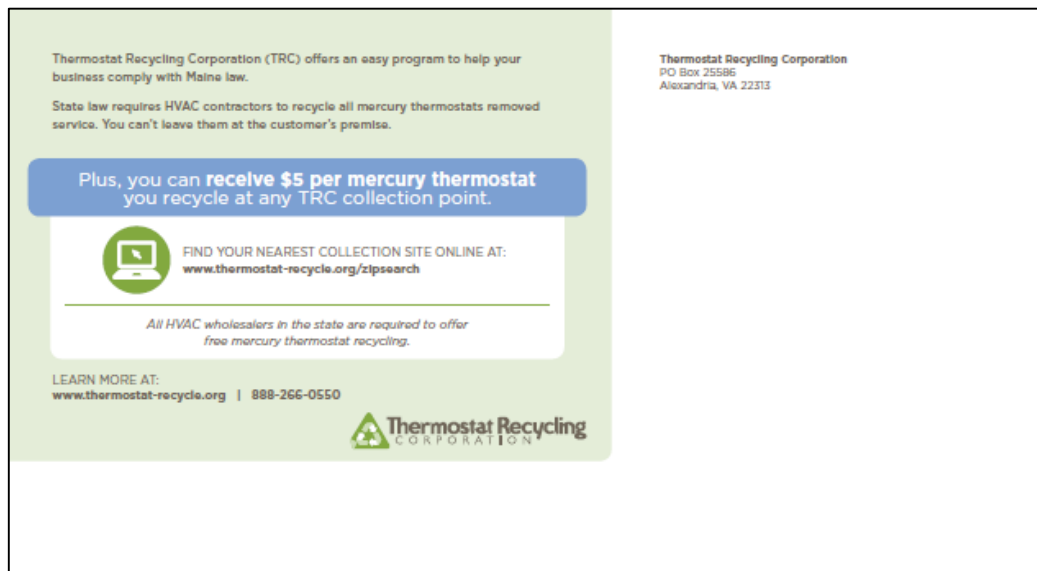 Thermostat Recycling Corporation (TRC) offers an easy program to help your
business comply with Maine law.
State law requires HVAC contractors to recycle all mercury thermostats removed
service. You can't leave them at the customer's premise.
Plus, you can receive $5 per mercury thermostat
you recycle at any TRC collection point.
FIND YOUR NEAREST COLLECTION SITE ONLINE AT:
www.thermostat-recycle.org/zipsearch
All HVAC wholesalers in the state are required to offer
free mercury thermostat recycling.
LEARN MORE AT:
www.thermostat-recycle.org | 888-266-0550
Thermostat Recycling
CORPORATION
Thermostat Recycling Corporation
PO Box 25586
Alexandria, VA 22313